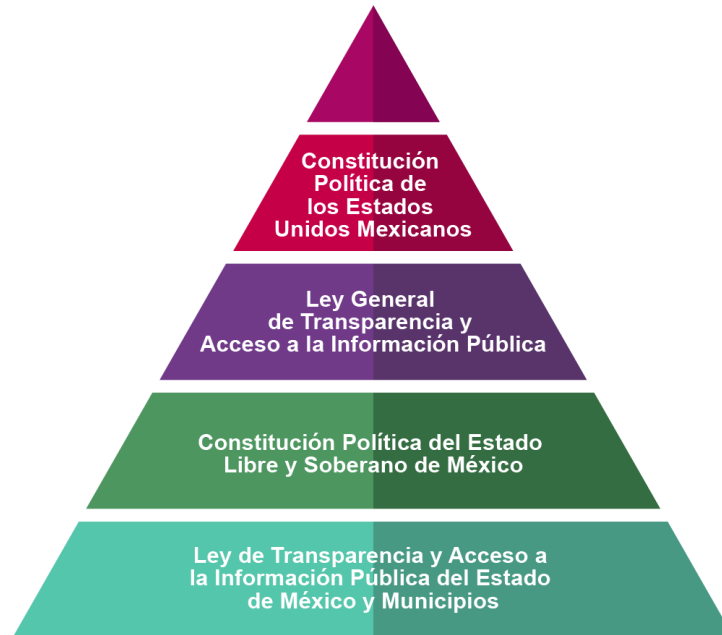 Constitución
Política de
los Estados
Unidos Mexicanos
Ley General
de Transparencia y
Acceso a la Información Pública
Constitución Política del Estado
Libre y Soberano de México
Ley de Transparencia y Acceso a
la Información Pública del Estado
de México y Municipios